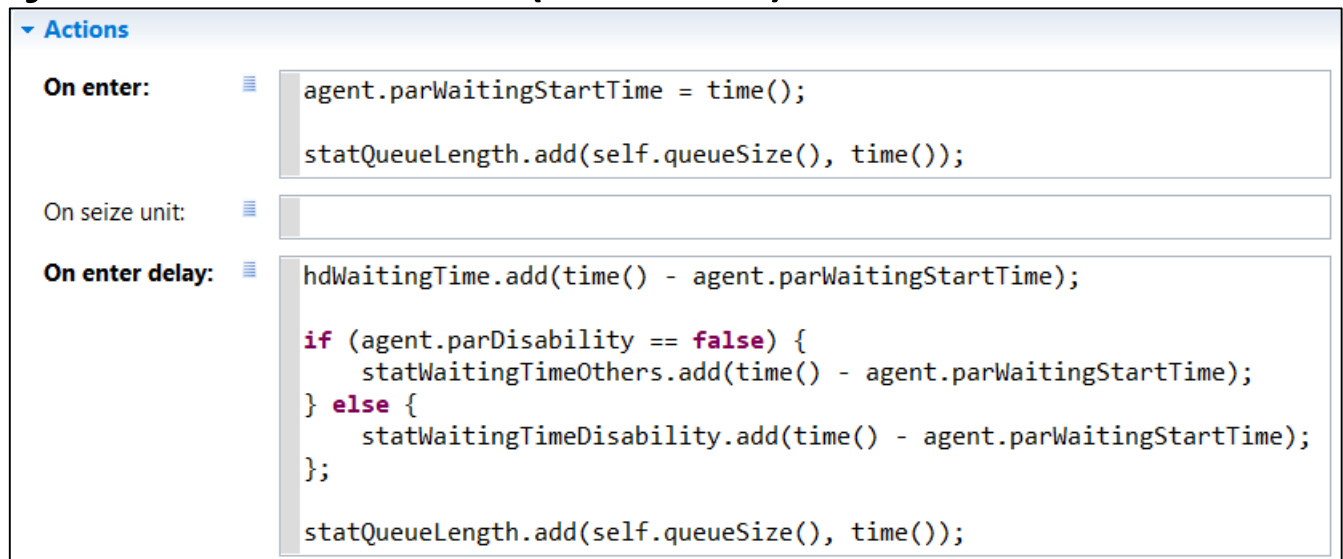 Actions
On enter:
agent.parWaitingStartTime = time();
statQueueLength.add(self.queueSize(), time());
On seize unit:
On enter delay:
hdWaitingTime.add(time() - agent.parWaitingStartTime);
if (agent.parDisability == false) {
statWaitingTimeOthers.add(time() - agent.parWaitingStartTime);
} else {
statWaitingTimeDisability.add(time() - agent.parWaitingStartTime);
};
statQueueLength.add(self.queueSize(), time());